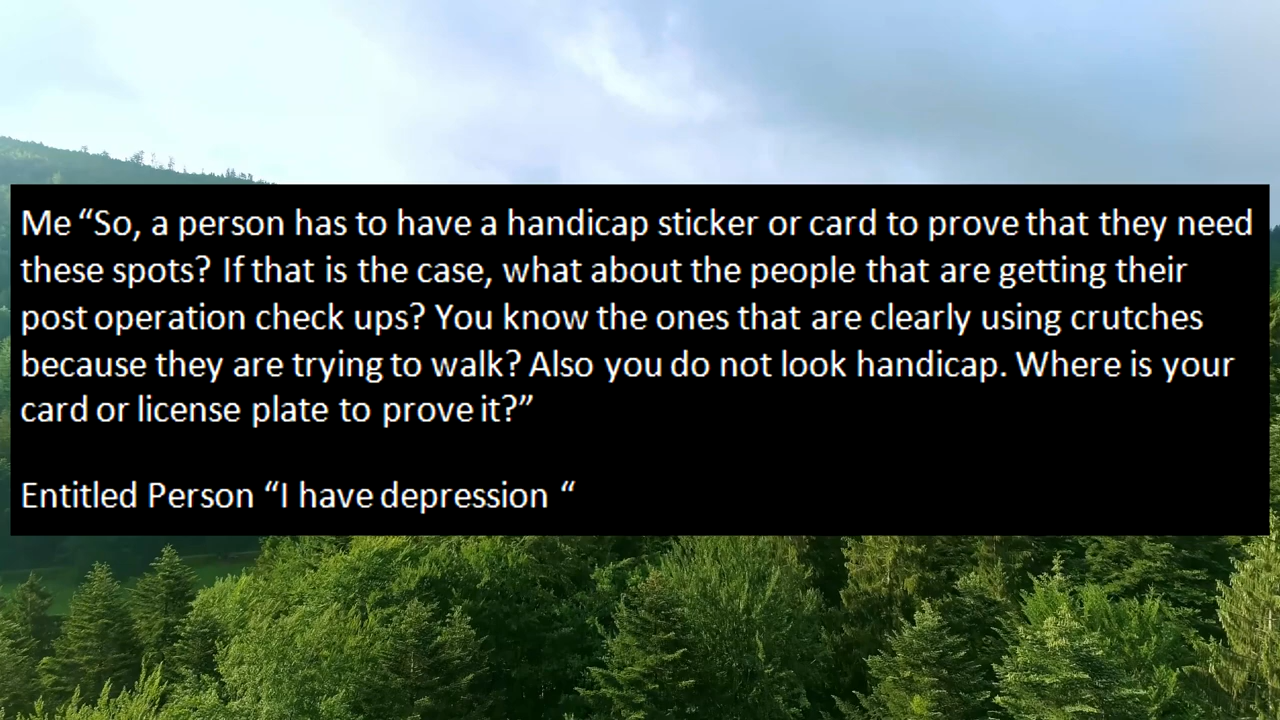 Me “So, a person has to have a handicap sticker or card to prove that they need
these spots? If that is the case, what about the people that are getting their
post operation check ups? You know the ones that are clearly using crutches
because they are trying to walk? Also you do not look handicap. Where is your
card or license plate to prove it?”
Entitled Person “I have depression “